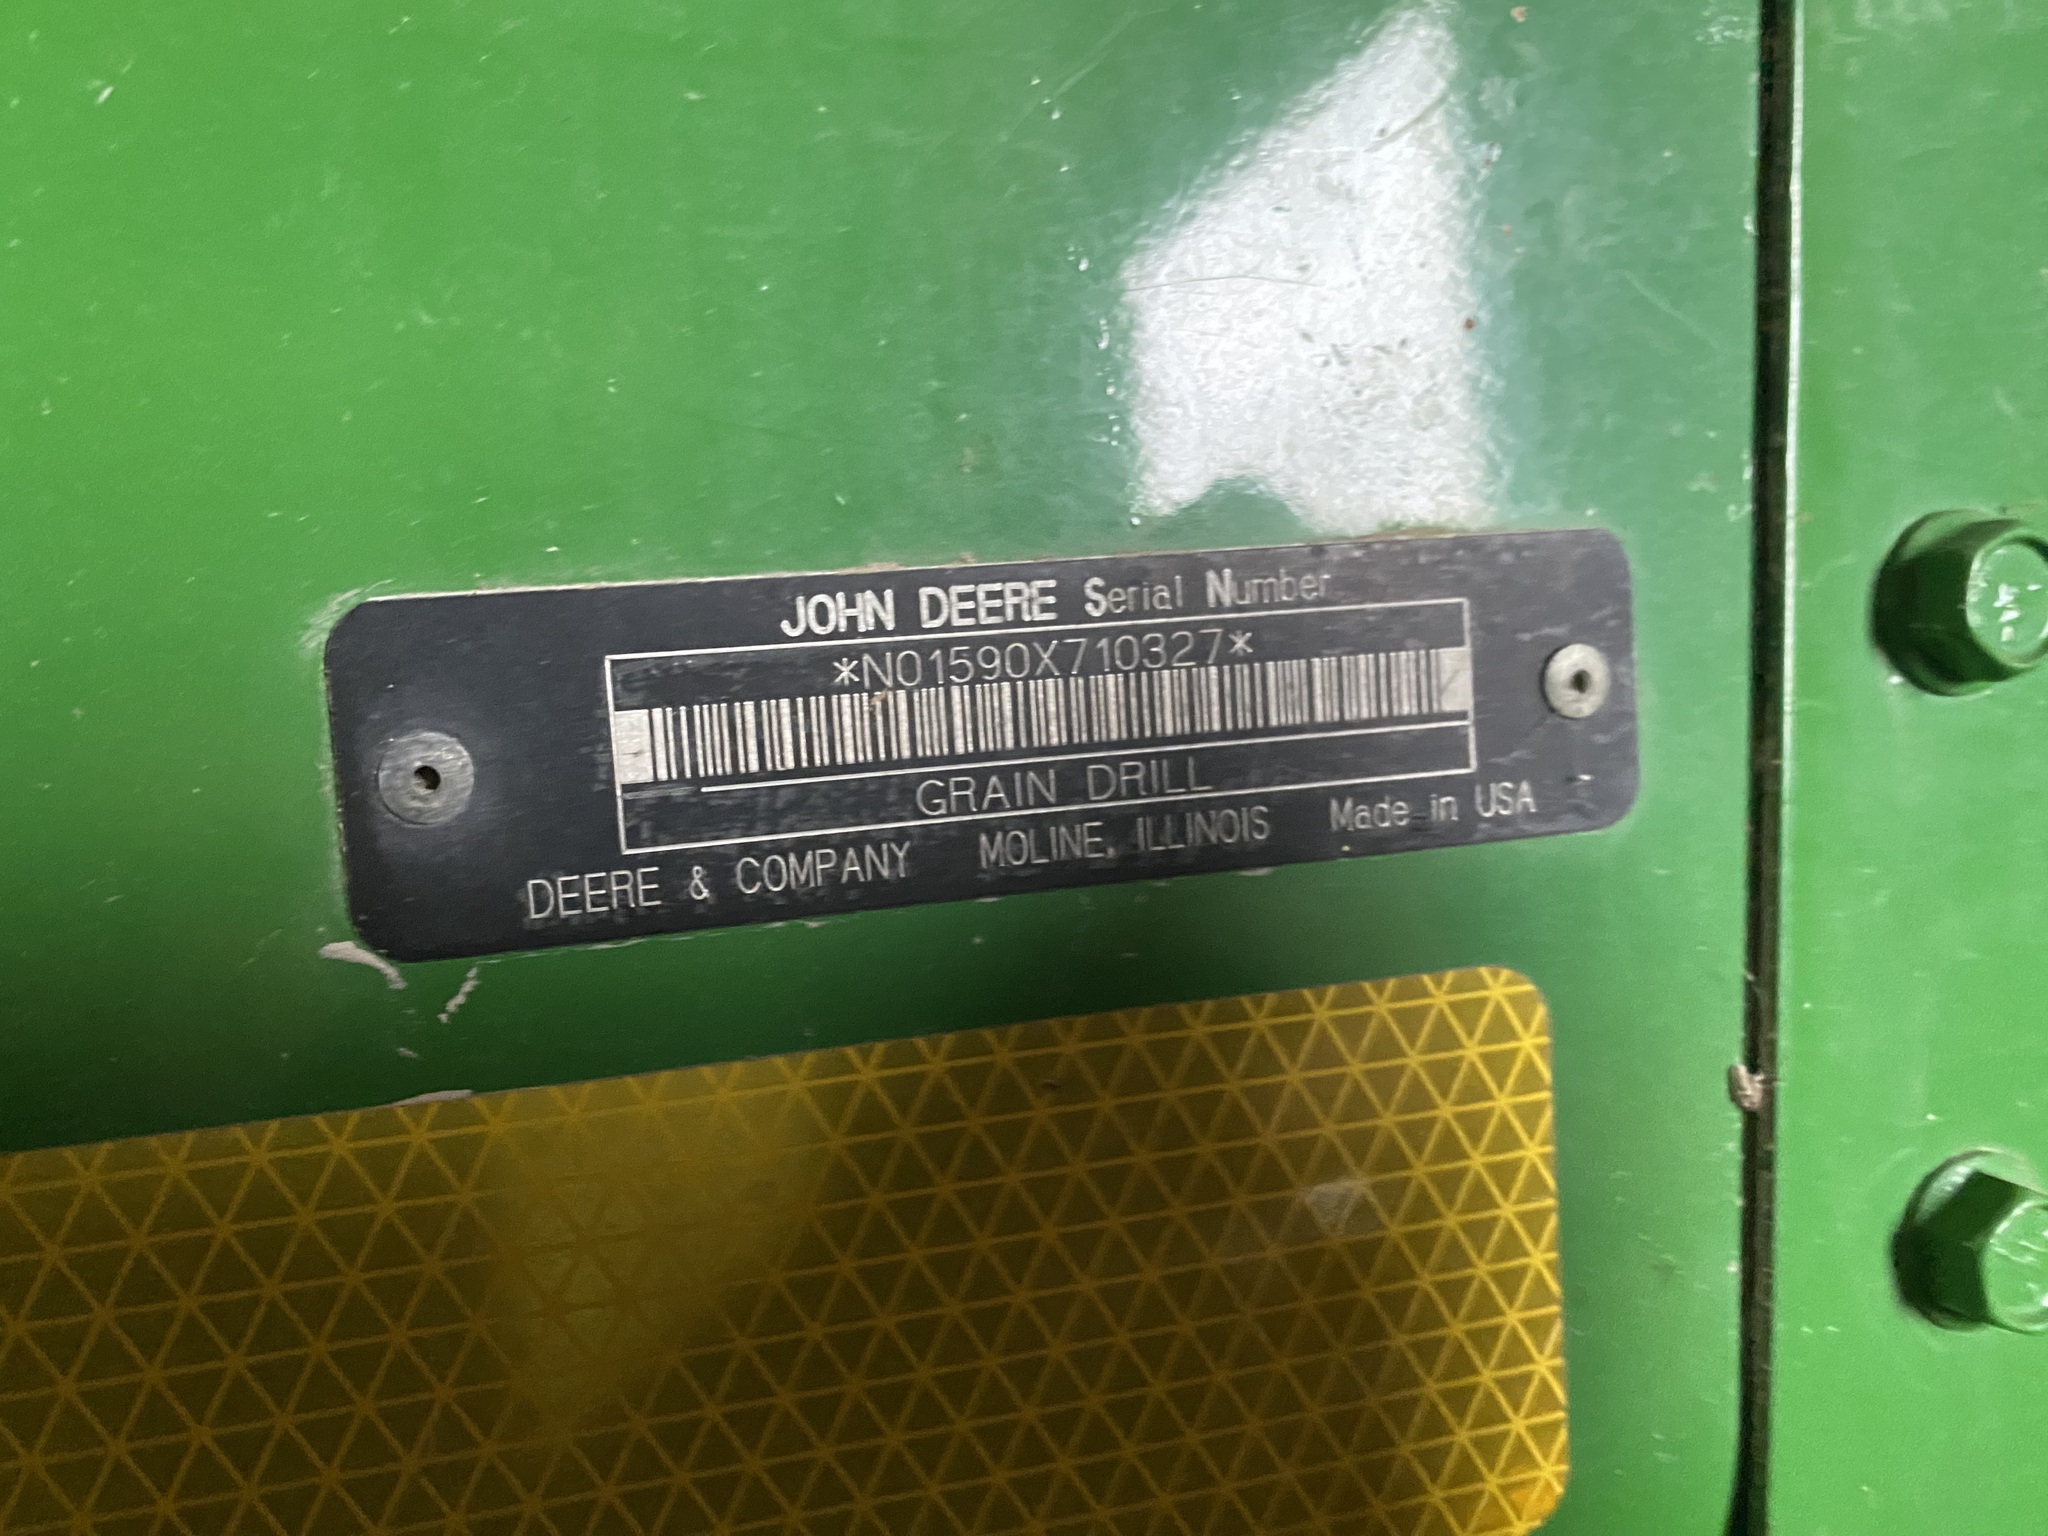 JOHN DEERE Serial Number
*N01590X710327*
GRAIN DRILL
DEERE & COMPANY MOLINE, ILLINOIS Made in USA